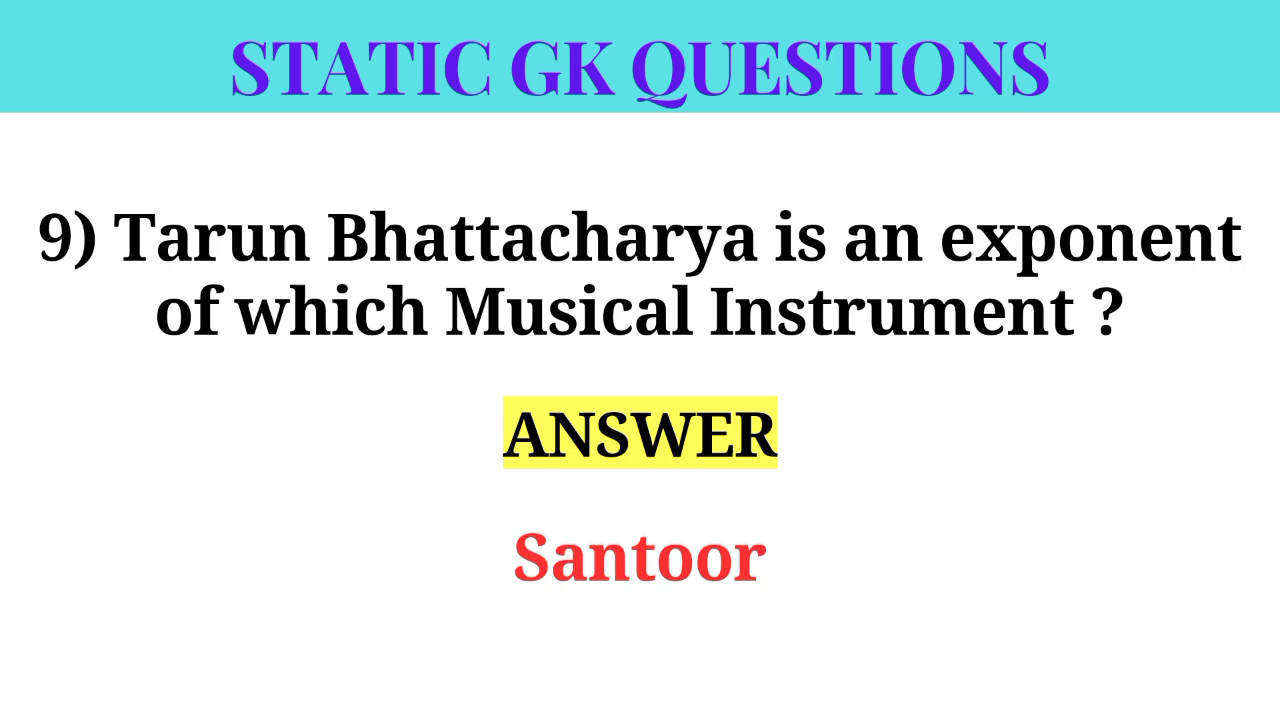 STATIC GK QUESTIONS
9) Tarun Bhattacharya is an exponent
of which Musical Instrument ?
ANSWER
Santoor